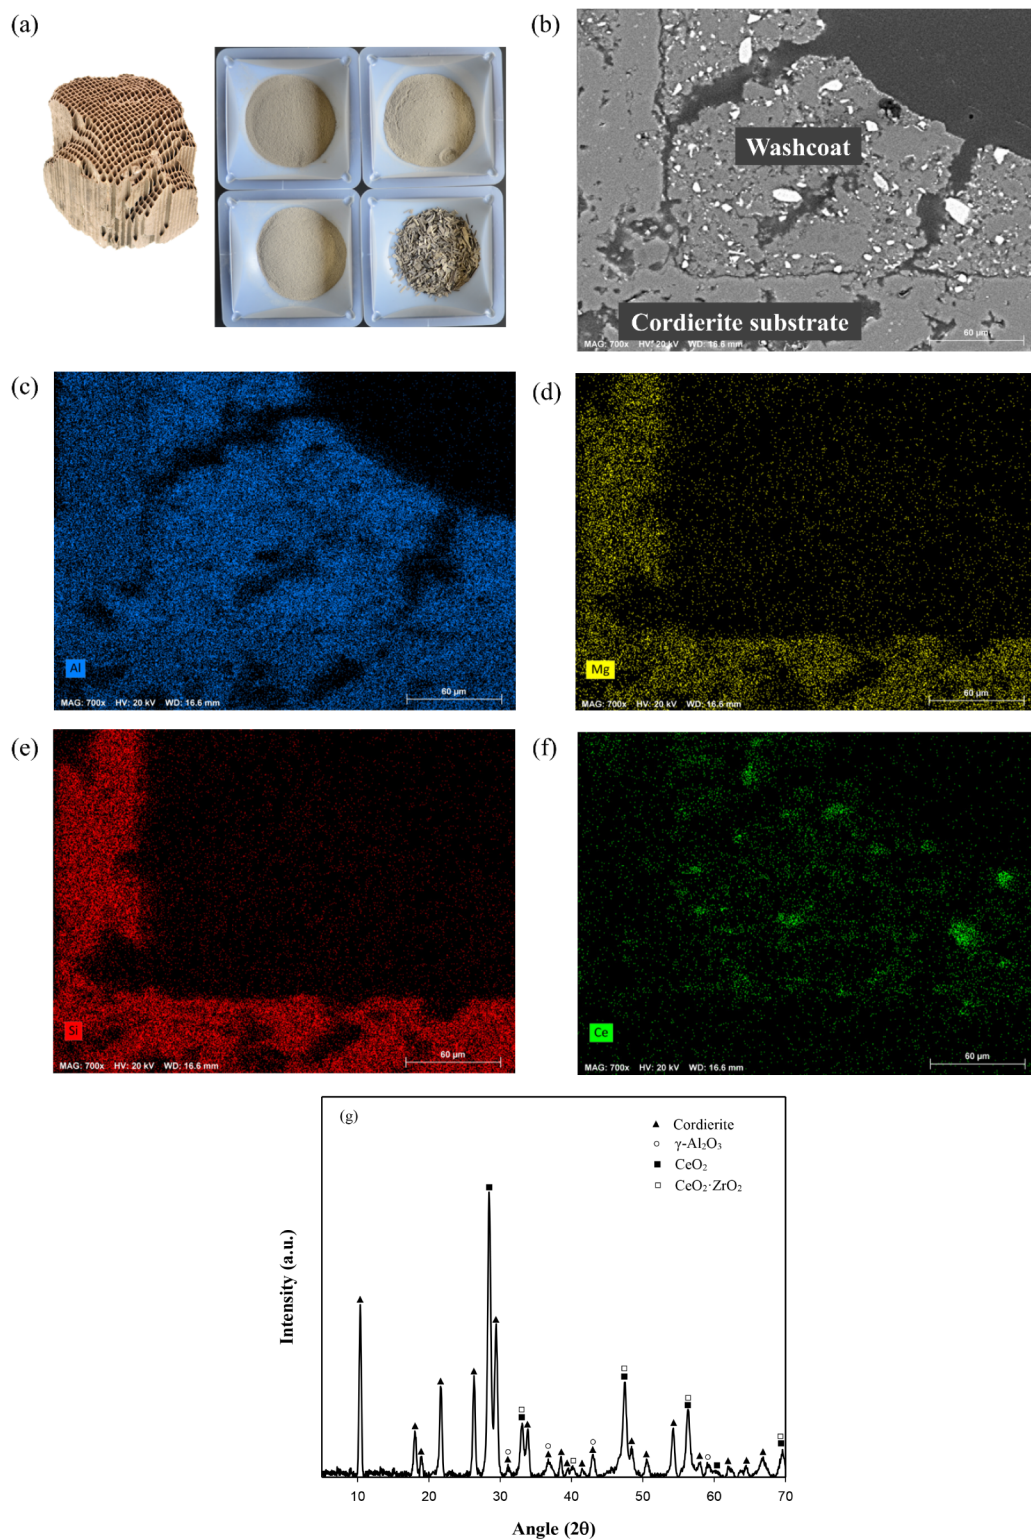 (a)
(b)
Washcoat
Cordierite substrate
60 µm
MAG: 700x HV: 20 kV WD: 16.6 mm
(c)
Al
60 µm
MAG: 700x HV: 20 kV WD: 16.6 mm
(d)
Mg
60 µm
MAG: 700x HV: 20 kV WD: 16.6 mm
(e)
Si
60 µm
MAG: 700x HV: 20 kV WD: 16.6 mm
(f)
Ce
60 µm
MAG: 700x HV: 20 kV WD: 16.6 mm
(g)
▲ Cordierite
○ γ-Al₂O₃
■ CeO₂
□ CeO₂·ZrO₂
Intensity (a.u.)
10 20 30 40 50 60 70
Angle (2θ)